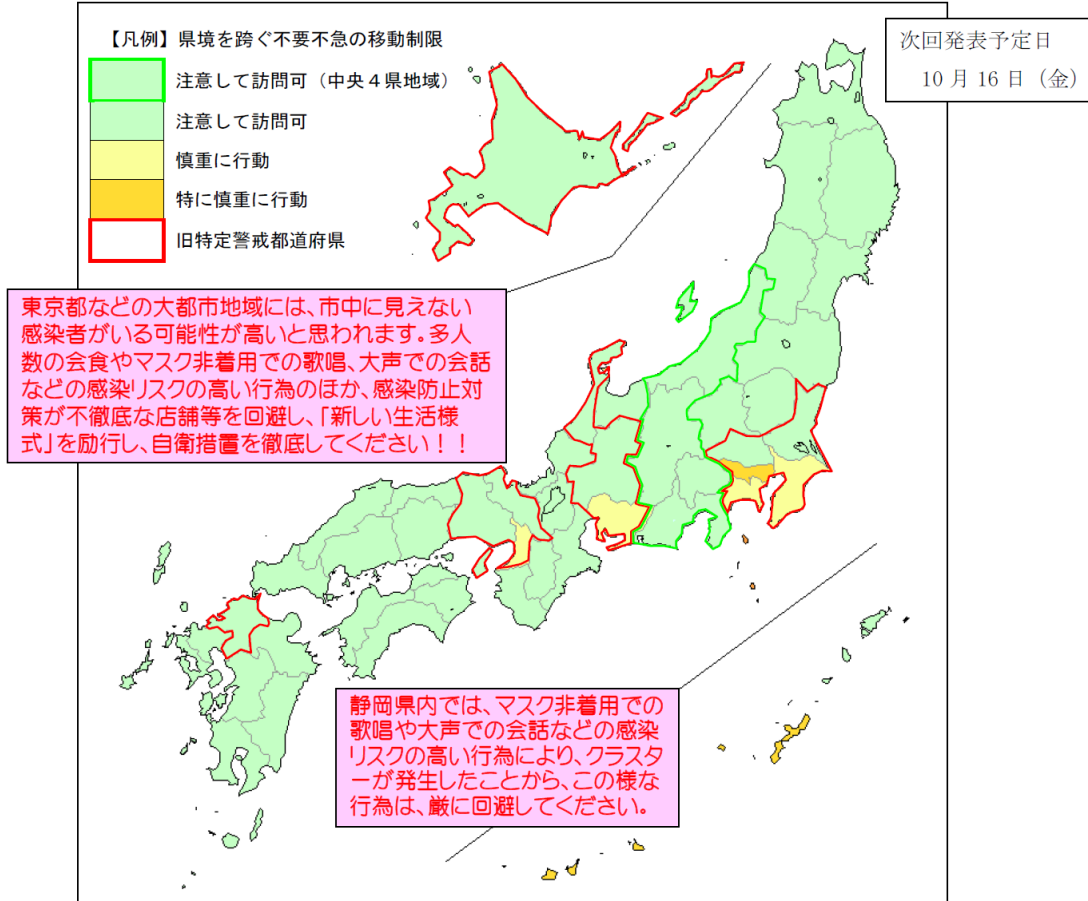 【凡例】県境を跨ぐ不要不急の移動制限
注意して訪問可（中央４県地域）
注意して訪問可
慎重に行動
特に慎重に行動
旧特定警戒都道府県
次回発表予定日
10 月 16 日（金）
東京都などの大都市地域には、市中に見えない
感染者がいる可能性が高いと思われます。多人
数の会食やマスク非着用での歌唱、大声での会話
などの感染リスクの高い行為のほか、感染防止対
策が不徹底な店舗等を回避し、「新しい生活様
式」を励行し、自衛措置を徹底してください！！
静岡県内では、マスク非着用での
歌唱や大声での会話などの感染
リスクの高い行為により、クラスタ
ーが発生したことから、この様な
行為は、厳に回避してください。